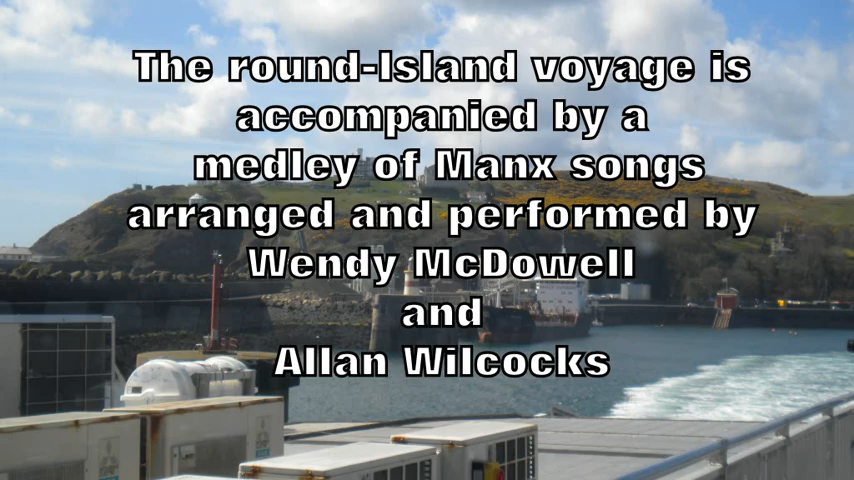 The round-Island voyage is
accompanied by a
medley of Manx songs
arranged and performed by
Wendy McDowell
and
Allan Wilcocks